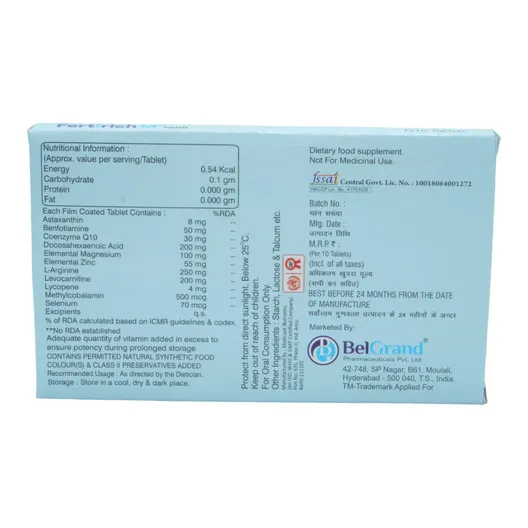 Nutritional Information :
(Approx. value per serving/Tablet)
Energy 0.54 Kcal
Carbohydrate 0.1 gm
Protein 0.000 gm
Fat 0.000 gm
Each Film Coated Tablet Contains : %RDA
Astaxanthin 8 mg --
Benfotiamine 50 mg --
Coenzyme Q10 30 mg --
Docosahexaenoic Acid 200 mg --
Elemental Magnesium 100 mg --
Elemental Zinc 55 mg --
L-Arginine 250 mg --
Levocarnitine 200 mg --
Lycopene 4 mg --
Methylcobalamin 500 mcg --
Selenium 70 mcg --
Excipients q.s. --
% of RDA calculated based on ICMR guidelines & codex.
**No RDA established
Adequate quantity of vitamin added in excess to
ensure potency during prolonged storage
CONTAINS PERMITTED NATURAL SYNTHETIC FOOD
COLOUR(S) & CLASS II PRESERVATIVES ADDED.
Recommended Usage : As directed by the Dietician.
Storage : Store in a cool, dry & dark place.
Protect from direct sunlight, Below 25°C.
Keep out of reach of children.
For Oral Consumption Only.
Other Ingredients : Starch, Lactose & Talcum etc.
Dietary food supplement.
Not For Medicinal Use.
fssai Central Govt. Lic. No. : 10018064001272
Batch No. :
घान संख्या
Mfg. Date :
उत्पादन तिथि
M.R.P. ₹ :
(Per 10 Tablets)
(Incl. of all taxes)
अधिकतम खुदरा मूल्य
(सभी कर सहित)
BEST BEFORE 24 MONTHS FROM THE DATE
OF MANUFACTURE
सर्वोत्तम गुणवत्ता उत्पादन के 24 महीनों के अन्दर
Marketed By:
BelGrand®
Pharmaceuticals Pvt. Ltd.
42-748, SP Nagar, B61, Moulali,
Hyderabad - 500 040, T.S., India.
TM-Trademark Applied For